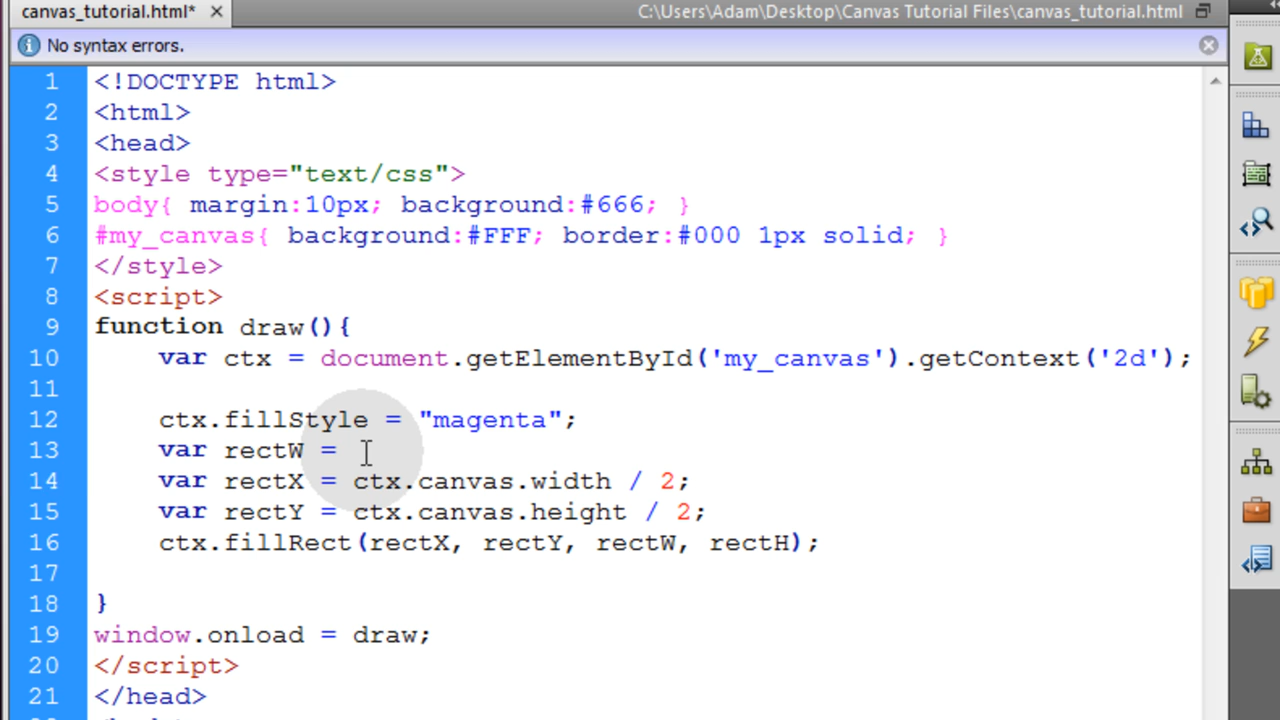 canvas_tutorial.html* × C:\Users\Adam\Desktop\Canvas Tutorial Files\canvas_tutorial.html
No syntax errors.
1 <!DOCTYPE html>
2 <html>
3 <head>
4 <style type="text/css">
5 body{ margin:10px; background:#666; }
6 #my_canvas{ background:#FFF; border:#000 1px solid; }
7 </style>
8 <script>
9 function draw(){
10 var ctx = document.getElementById('my_canvas').getContext('2d');
11
12 ctx.fillStyle = "magenta";
13 var rectW =
14 var rectX = ctx.canvas.width / 2;
15 var rectY = ctx.canvas.height / 2;
16 ctx.fillRect(rectX, rectY, rectW, rectH);
17
18 }
19 window.onload = draw;
20 </script>
21 </head>